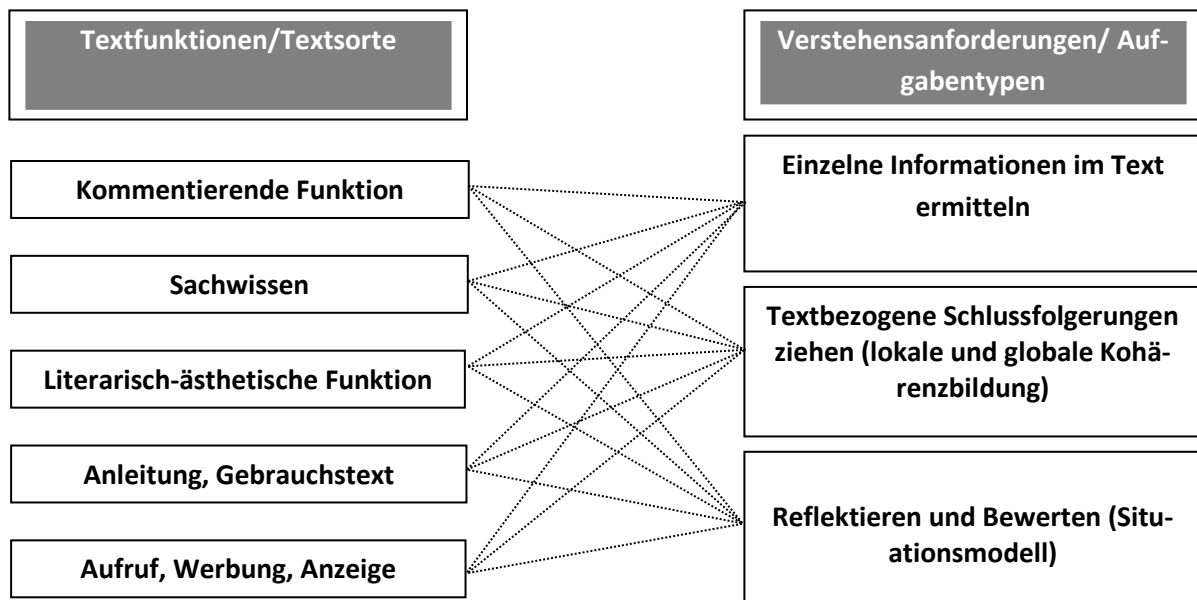 Textfunktionen/Textsorte
Verstehensanforderungen/ Auf-
gabentypen
Kommentierende Funktion
Sachwissen
Literarisch-ästhetische Funktion
Anleitung, Gebrauchstext
Aufruf, Werbung, Anzeige
Einzelne Informationen im Text
ermitteln
Textbezogene Schlussfolgerungen
ziehen (lokale und globale Kohä-
renzbildung)
Reflektieren und Bewerten (Situ-
ationsmodell)